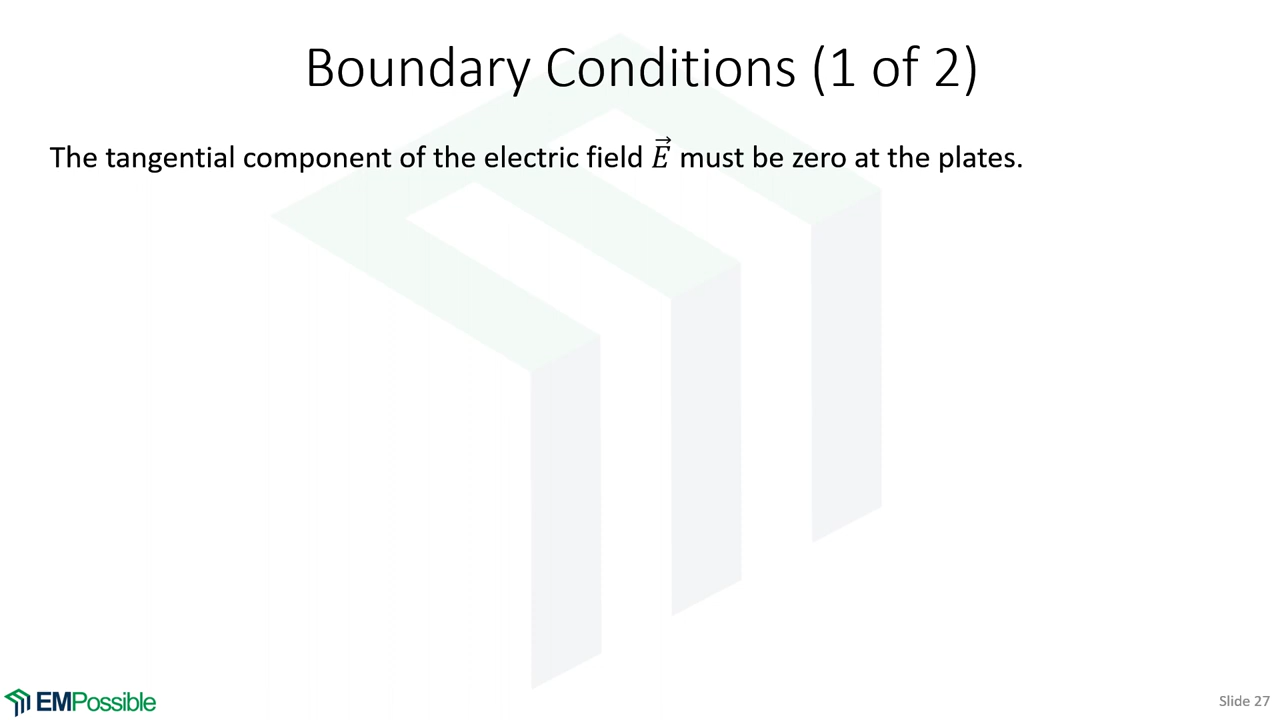 Boundary Conditions (1 of 2)
The tangential component of the electric field \vec{E} must be zero at the plates.
EMPossible
Slide 27